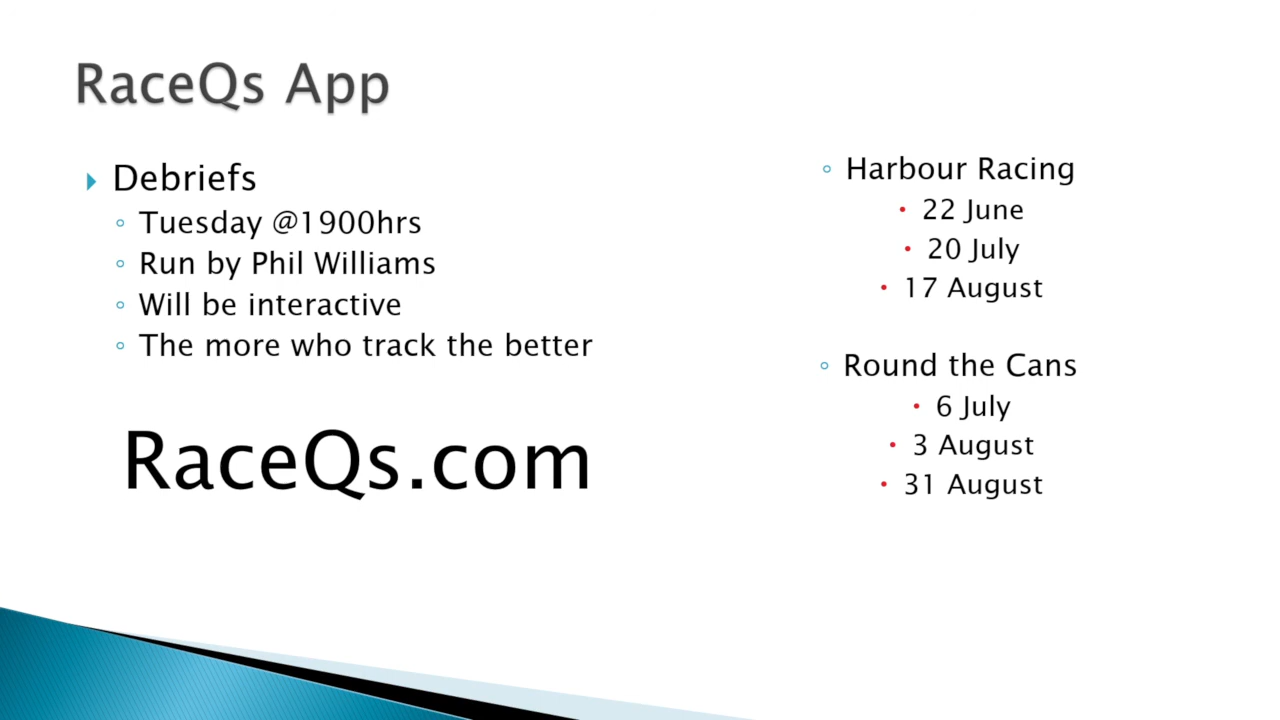 RaceQs App
Debriefs
Tuesday @1900hrs
Run by Phil Williams
Will be interactive
The more who track the better
RaceQs.com
Harbour Racing
22 June
20 July
17 August
Round the Cans
6 July
3 August
31 August